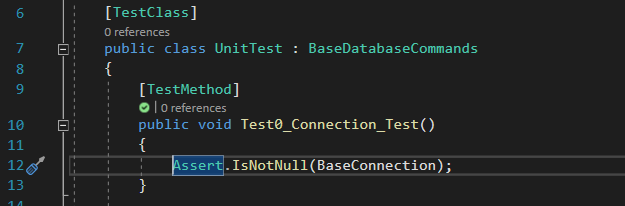 6 [TestClass]
0 references
7 public class UnitTest : BaseDatabaseCommands
8 {
9 [TestMethod]
| 0 references
10 public void Test0_Connection_Test()
11 {
12 Assert.IsNotNull(BaseConnection);
13 }
14